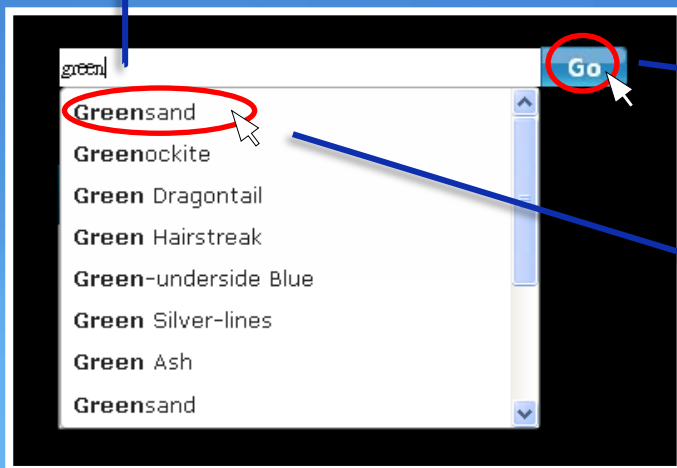 green
Go
Greensand
Greenockite
Green Dragontail
Green Hairstreak
Green-underside Blue
Green Silver-lines
Green Ash
Greensand